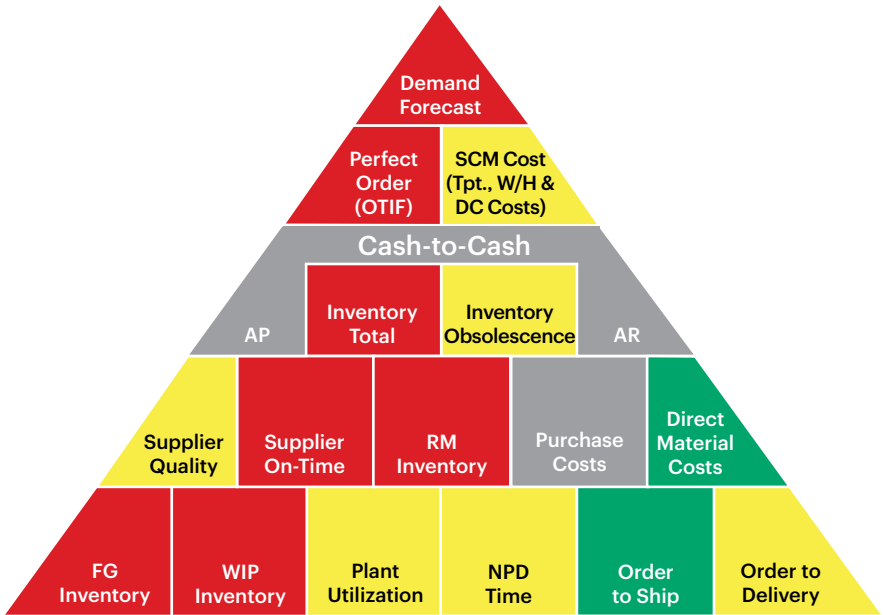 Demand
Forecast
Perfect
Order
(OTIF)
SCM Cost
(Tpt., W/H &
DC Costs)
Cash-to-Cash
AP
Inventory
Total
Inventory
Obsolescence
AR
Supplier
Quality
Supplier
On-Time
RM
Inventory
Purchase
Costs
Direct
Material
Costs
FG
Inventory
WIP
Inventory
Plant
Utilization
NPD
Time
Order
to Ship
Order to
Delivery